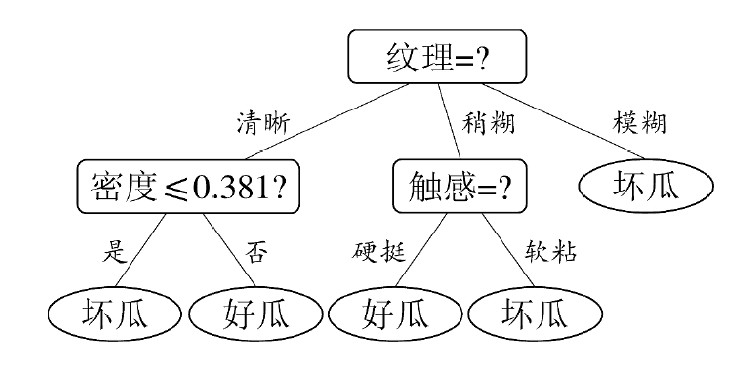 纹理=?
清晰 稍糊 模糊
密度≤0.381? 触感=? 坏瓜
是 否 硬挺 软粘
坏瓜 好瓜 好瓜 坏瓜